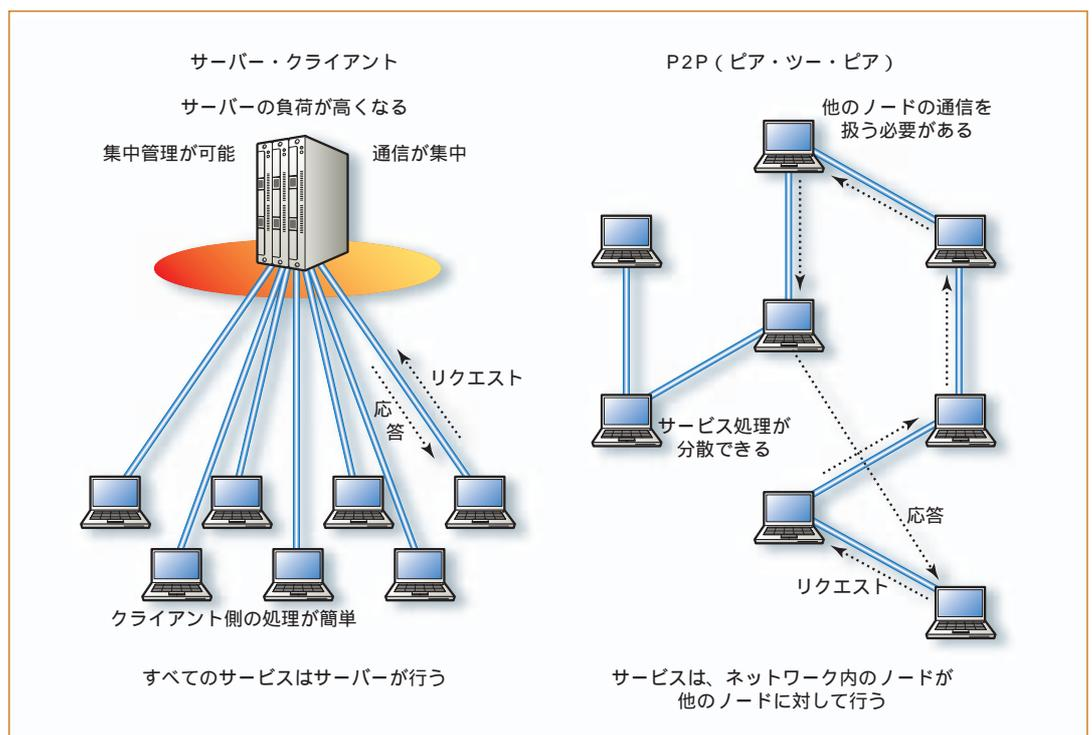 サーバー・クライアント
サーバーの負荷が高くなる
集中管理が可能
通信が集中
リクエスト
応
答
クライアント側の処理が簡単
すべてのサービスはサーバーが行う
P2P（ピア・ツー・ピア）
他のノードの通信を
扱う必要がある
サービス処理が
分散できる
応答
リクエスト
サービスは、ネットワーク内のノードが
他のノードに対して行う